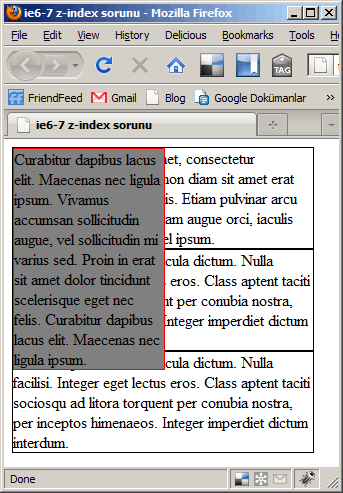 ie6-7 z-index sorunu - Mozilla Firefox
File Edit View History Delicious Bookmarks Tools H
TAG
FriendFeed Gmail Blog Google Dokümanlar »
ie6-7 z-index sorunu
Curabitur dapibus lacus
elit. Maecenas nec ligula
ipsum. Vivamus
accumsan sollicitudin
augue, vel sollicitudin mi
varius sed. Proin in erat
sit amet dolor tincidunt
scelerisque eget nec
felis. Curabitur dapibus
lacus elit. Maecenas nec
ligula ipsum.
et, consectetur
non diam sit amet erat
is. Etiam pulvinar arcu
am augue orci, iaculis
el ipsum.
cula dictum. Nulla
s eros. Class aptent taciti
t per conubia nostra,
Integer imperdiet dictum
cula dictum. Nulla
facilisi. Integer eget lectus eros. Class aptent taciti
sociosqu ad litora torquent per conubia nostra,
per inceptos himenaeos. Integer imperdiet dictum
interdum.
Done